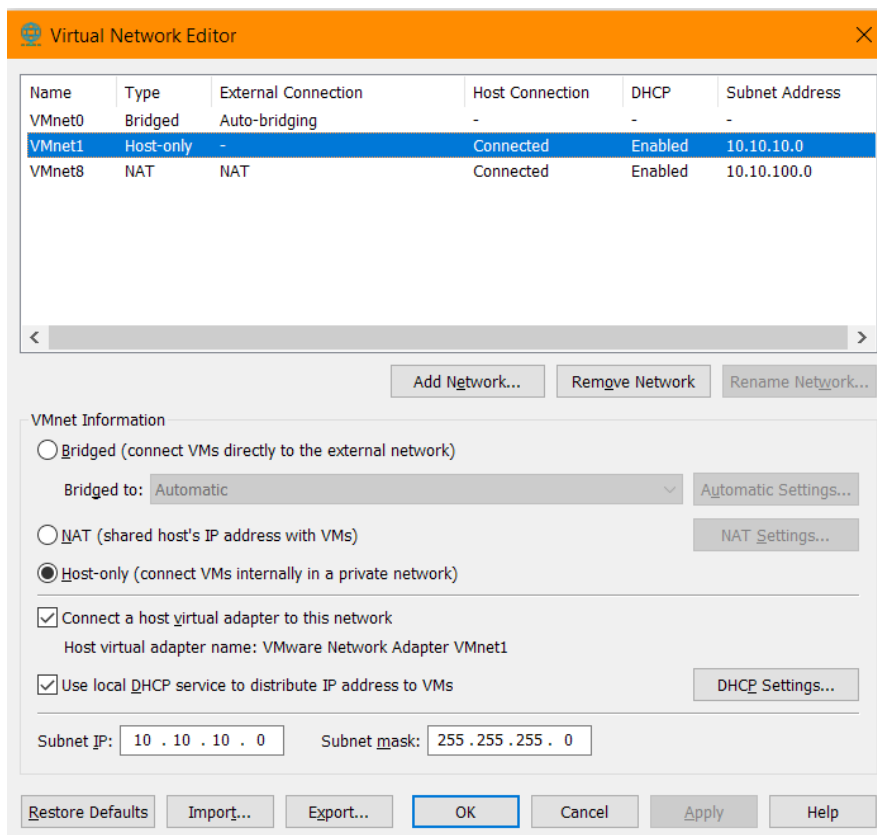 Virtual Network Editor
Name Type External Connection Host Connection DHCP Subnet Address
VMnet0 Bridged Auto-bridging - - -
VMnet1 Host-only - Connected Enabled 10.10.10.0
VMnet8 NAT NAT Connected Enabled 10.10.100.0
Add Network... Remove Network Rename Network...
VMnet Information
Bridged (connect VMs directly to the external network)
Bridged to: Automatic Automatic Settings...
NAT (shared host's IP address with VMs) NAT Settings...
Host-only (connect VMs internally in a private network)
Connect a host virtual adapter to this network
Host virtual adapter name: VMware Network Adapter VMnet1
Use local DHCP service to distribute IP address to VMs DHCP Settings...
Subnet IP: 10 . 10 . 10 . 0 Subnet mask: 255 . 255 . 255 . 0
Restore Defaults Import... Export... OK Cancel Apply Help